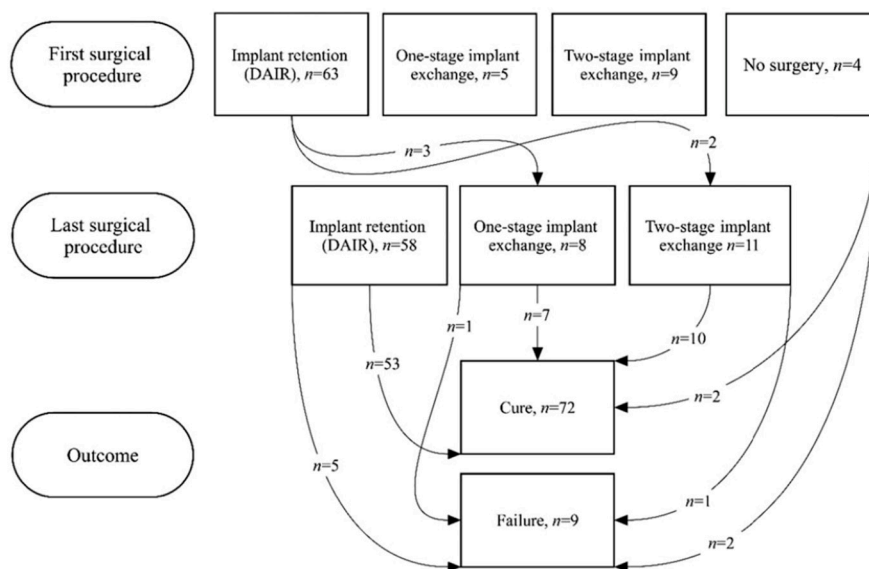 First surgical
procedure
Implant retention
(DAIR), n=63
One-stage implant
exchange, n=5
Two-stage implant
exchange, n=9
No surgery, n=4
n=3
n=2
Last surgical
procedure
Implant retention
(DAIR), n=58
One-stage implant
exchange, n=8
Two-stage implant
exchange n=11
n=1
n=7
n=10
n=53
n=2
Cure, n=72
Outcome
n=5
n=1
Failure, n=9
n=2